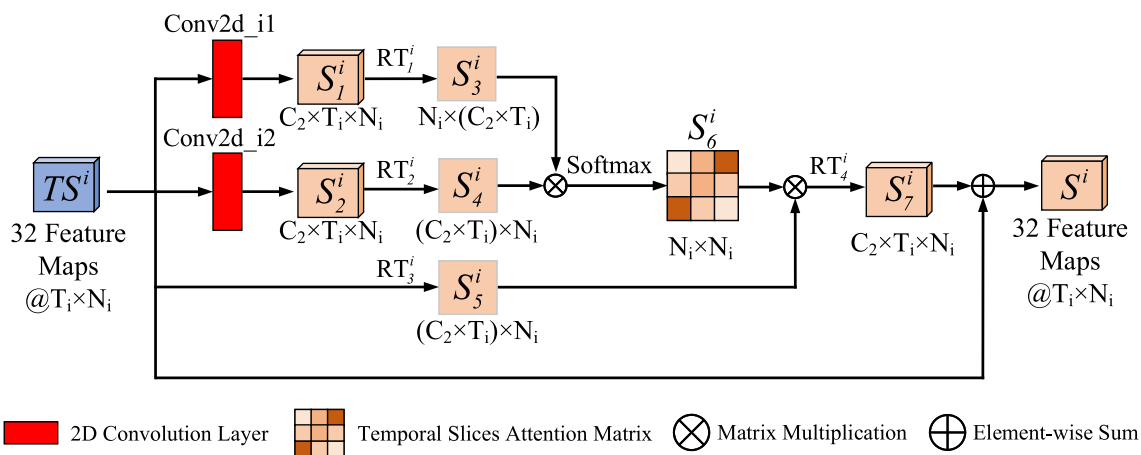 Conv2d_i1
S₁ⁱ
RT₁ⁱ
S₃ⁱ
C₂×Tᵢ×Nᵢ
Nᵢ×(C₂×Tᵢ)
Conv2d_i2
S₂ⁱ
RT₂ⁱ
S₄ⁱ
C₂×Tᵢ×Nᵢ
(C₂×Tᵢ)×Nᵢ
Softmax
S₆ⁱ
Nᵢ×Nᵢ
RT₄ⁱ
S₇ⁱ
C₂×Tᵢ×Nᵢ
TSⁱ
32 Feature
Maps
@Tᵢ×Nᵢ
RT₃ⁱ
S₅ⁱ
(C₂×Tᵢ)×Nᵢ
Sⁱ
32 Feature
Maps
@Tᵢ×Nᵢ
2D Convolution Layer
Temporal Slices Attention Matrix
Matrix Multiplication
Element-wise Sum